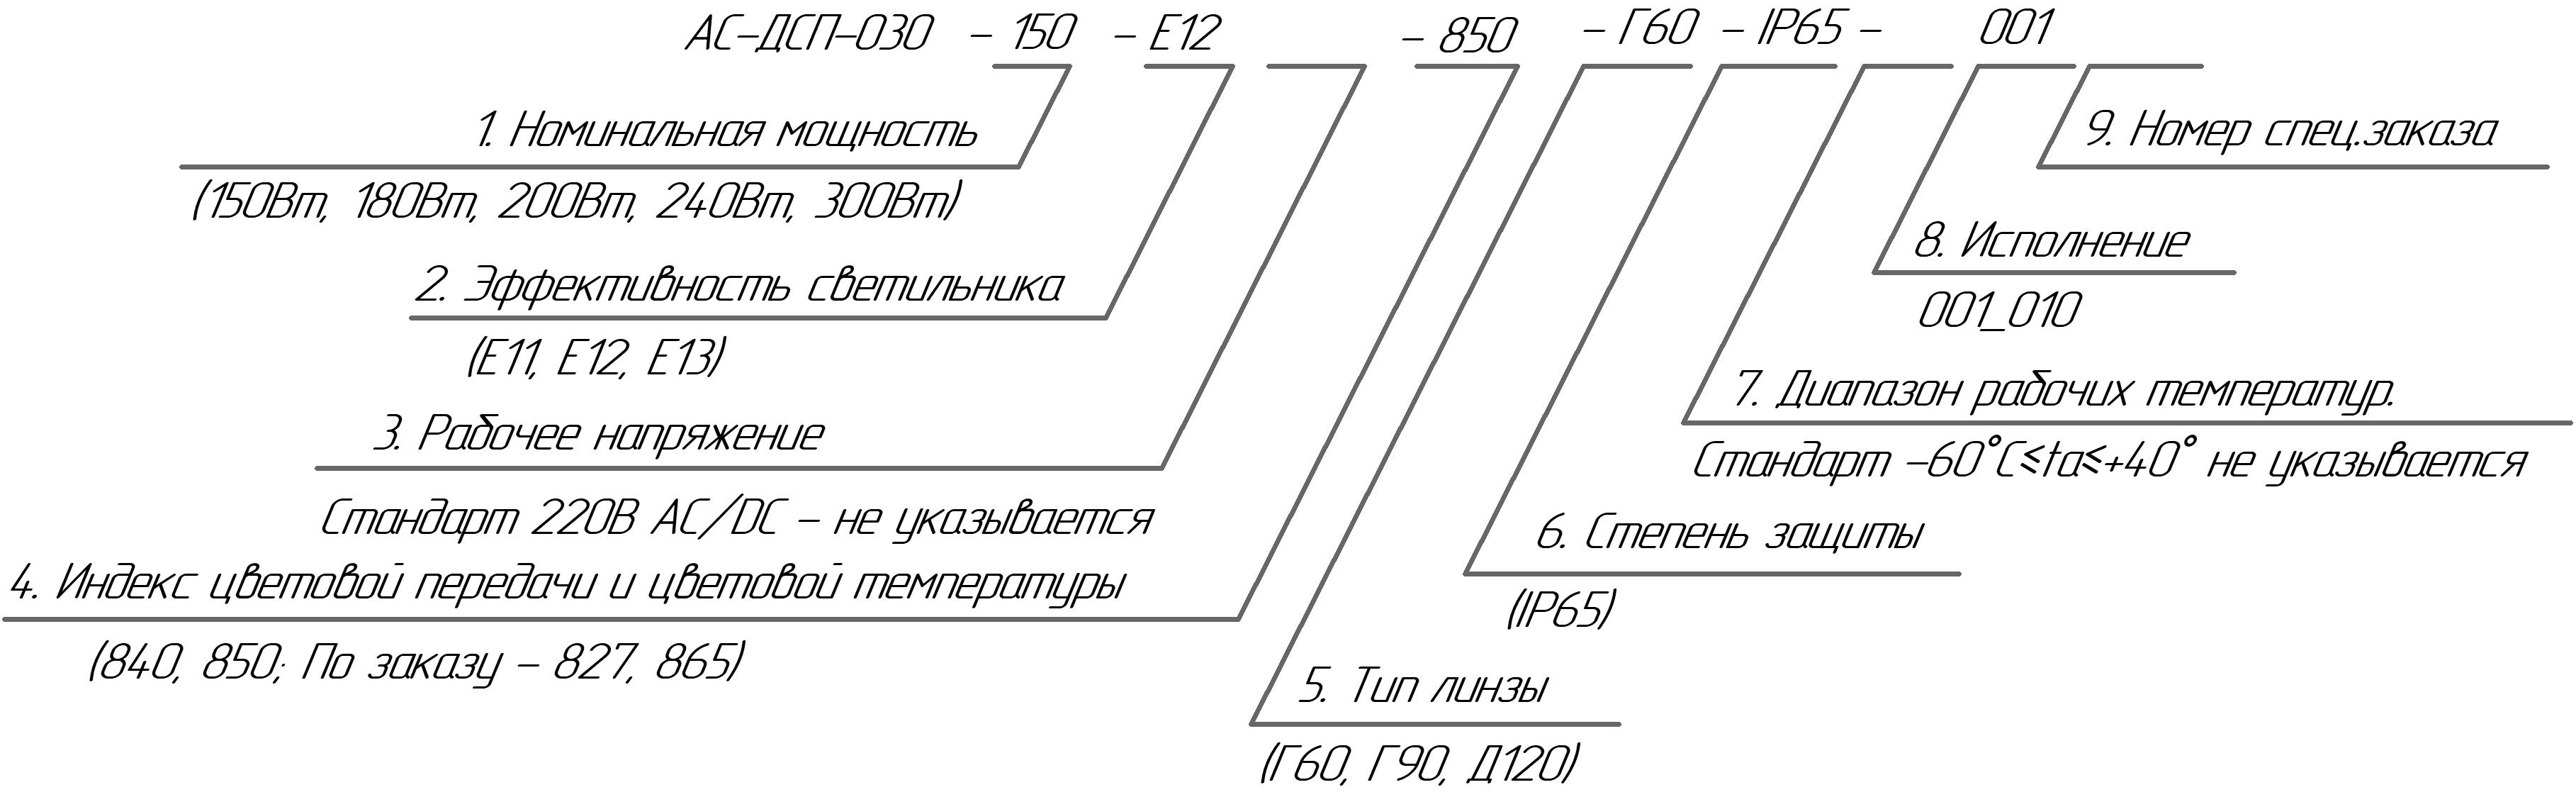 АС-ДСП-030 - 150 - Е12 - 850 - Г60 - IP65 - 001
1. Номинальная мощность
(150Вт, 180Вт, 200Вт, 240Вт, 300Вт)
2. Эффективность светильника
(Е11, Е12, Е13)
3. Рабочее напряжение
Стандарт 220В AC/DC - не указывается
4. Индекс цветовой передачи и цветовой температуры
(840, 850; По заказу - 827, 865)
5. Тип линзы
(Г60, Г90, Д120)
6. Степень защиты
(IP65)
7. Диапазон рабочих температур.
Стандарт -60°С≤ta≤+40° не указывается
8. Исполнение
001_010
9. Номер спец.заказа